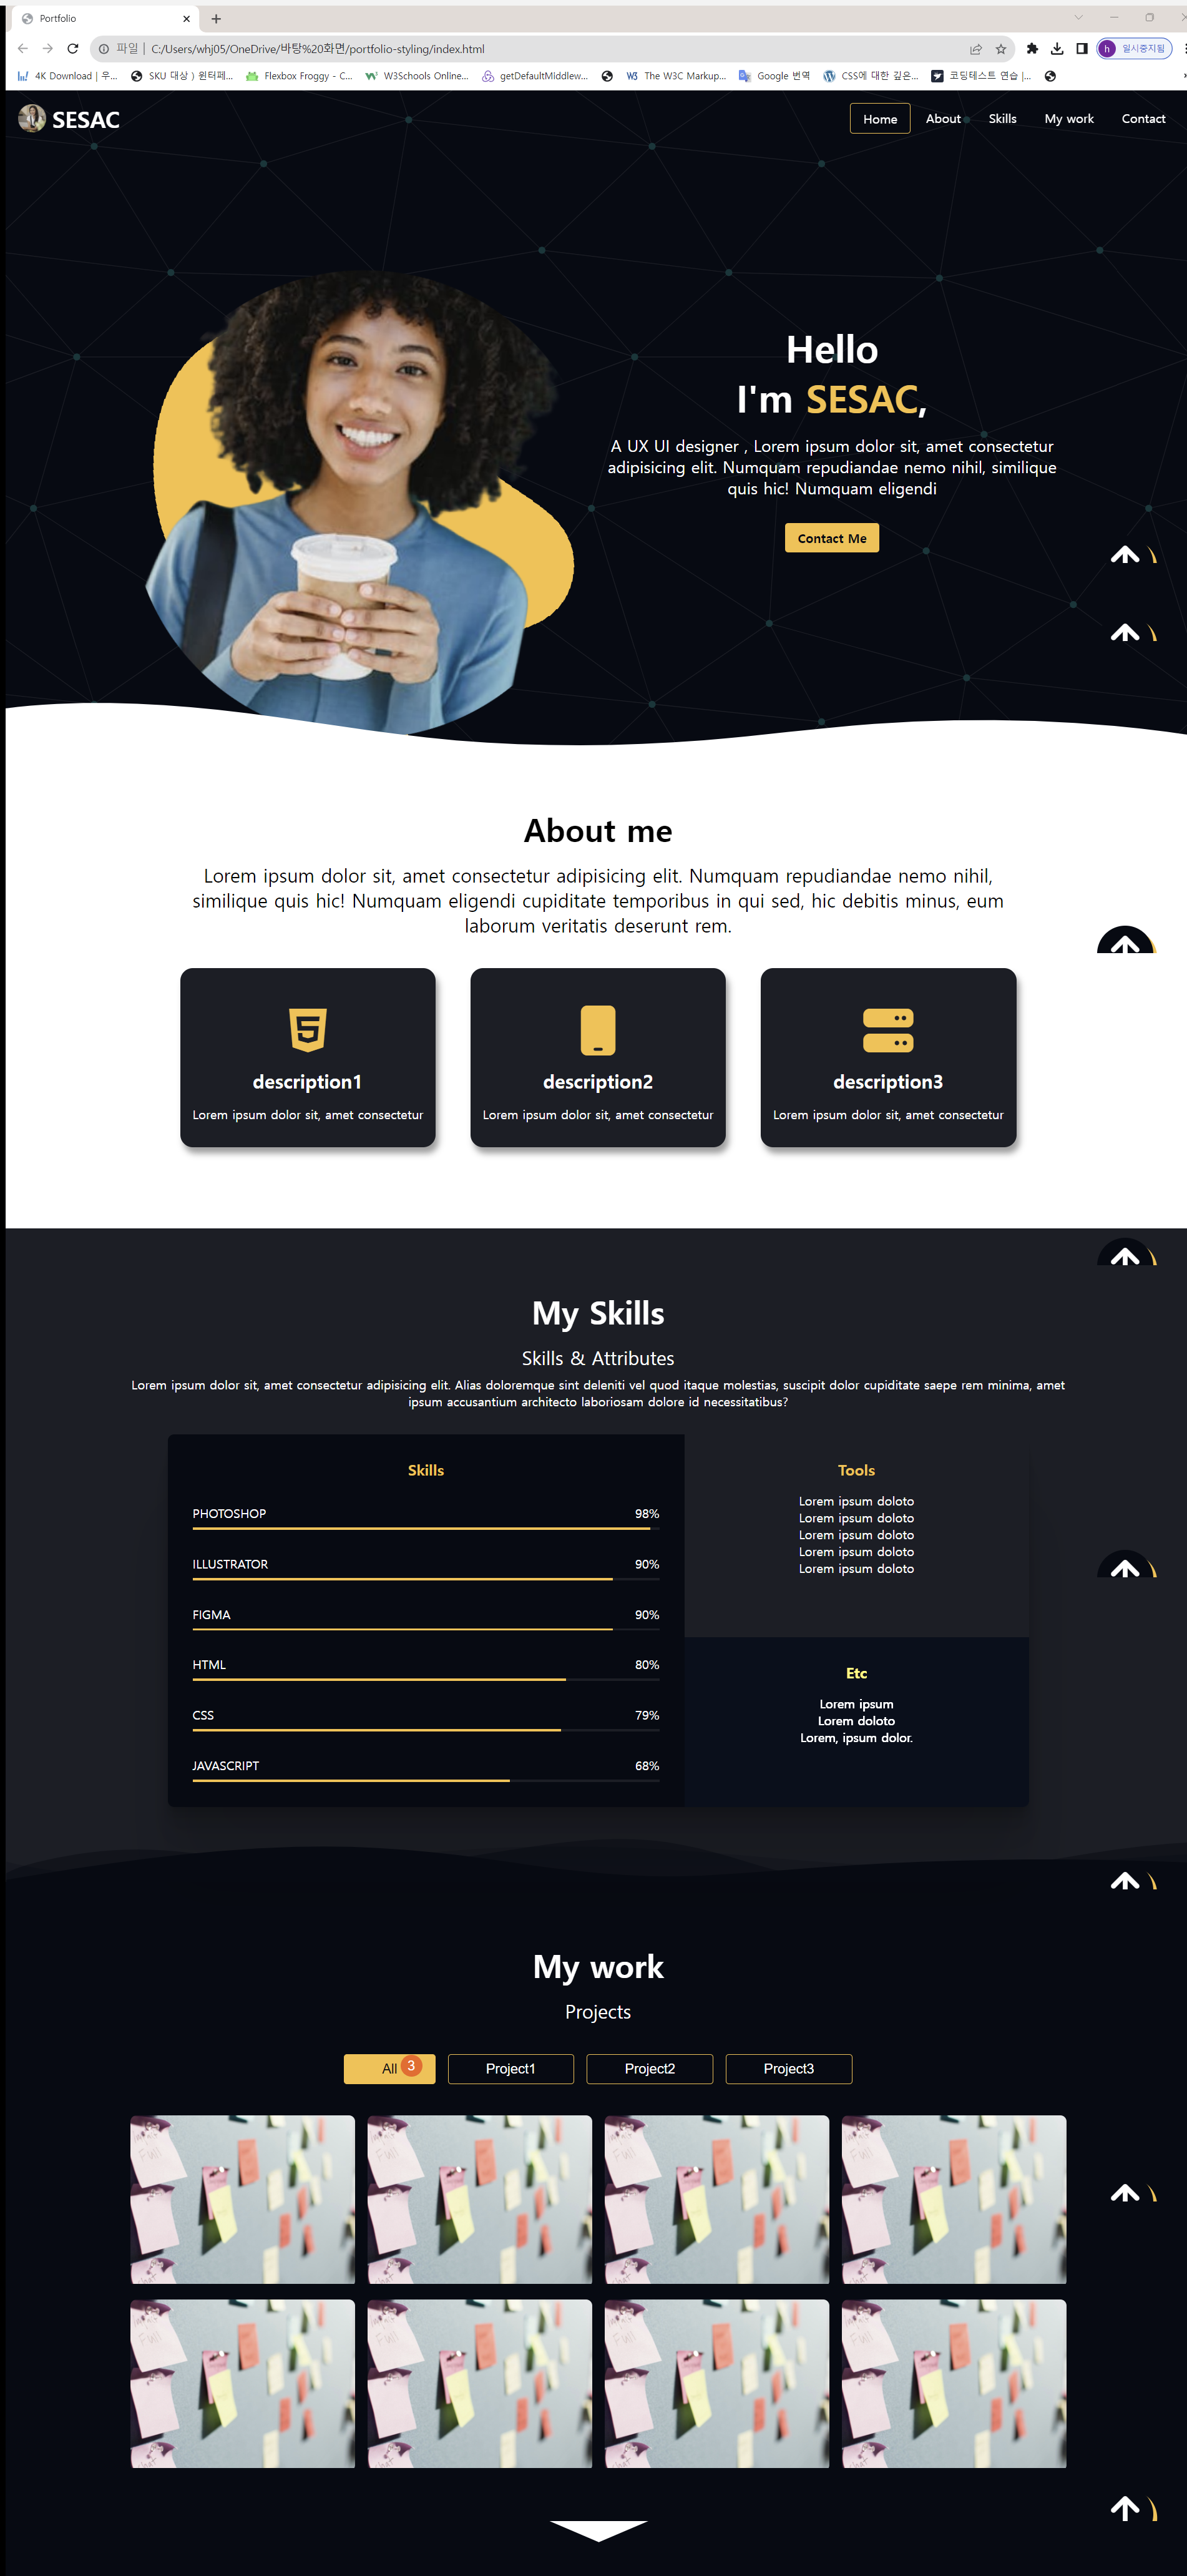 Portfolio
파일 | C:/Users/whj05/OneDrive/바탕%20화면/portfolio-styling/index.html
h 일시중지됨
4K Download | 우...
SKU 대상 ) 윈터페...
Flexbox Froggy - C...
W3Schools Online...
getDefaultMiddlew...
The W3C Markup...
Google 번역
CSS에 대한 깊은...
코딩테스트 연습 |...
SESAC
Home
About
Skills
My work
Contact
Hello
I'm SESAC,
A UX UI designer , Lorem ipsum dolor sit, amet consectetur
adipisicing elit. Numquam repudiandae nemo nihil, similique
quis hic! Numquam eligendi
Contact Me
About me
Lorem ipsum dolor sit, amet consectetur adipisicing elit. Numquam repudiandae nemo nihil,
similique quis hic! Numquam eligendi cupiditate temporibus in qui sed, hic debitis minus, eum
laborum veritatis deserunt rem.
description1
Lorem ipsum dolor sit, amet consectetur
description2
Lorem ipsum dolor sit, amet consectetur
description3
Lorem ipsum dolor sit, amet consectetur
My Skills
Skills & Attributes
Lorem ipsum dolor sit, amet consectetur adipisicing elit. Alias doloremque sint deleniti vel quod itaque molestias, suscipit dolor cupiditate saepe rem minima, amet
ipsum accusantium architecto laboriosam dolore id necessitatibus?
Skills
PHOTOSHOP 98%
ILLUSTRATOR 90%
FIGMA 90%
HTML 80%
CSS 79%
JAVASCRIPT 68%
Tools
Lorem ipsum doloto
Lorem ipsum doloto
Lorem ipsum doloto
Lorem ipsum doloto
Lorem ipsum doloto
Etc
Lorem ipsum
Lorem doloto
Lorem, ipsum dolor.
My work
Projects
All 3
Project1
Project2
Project3